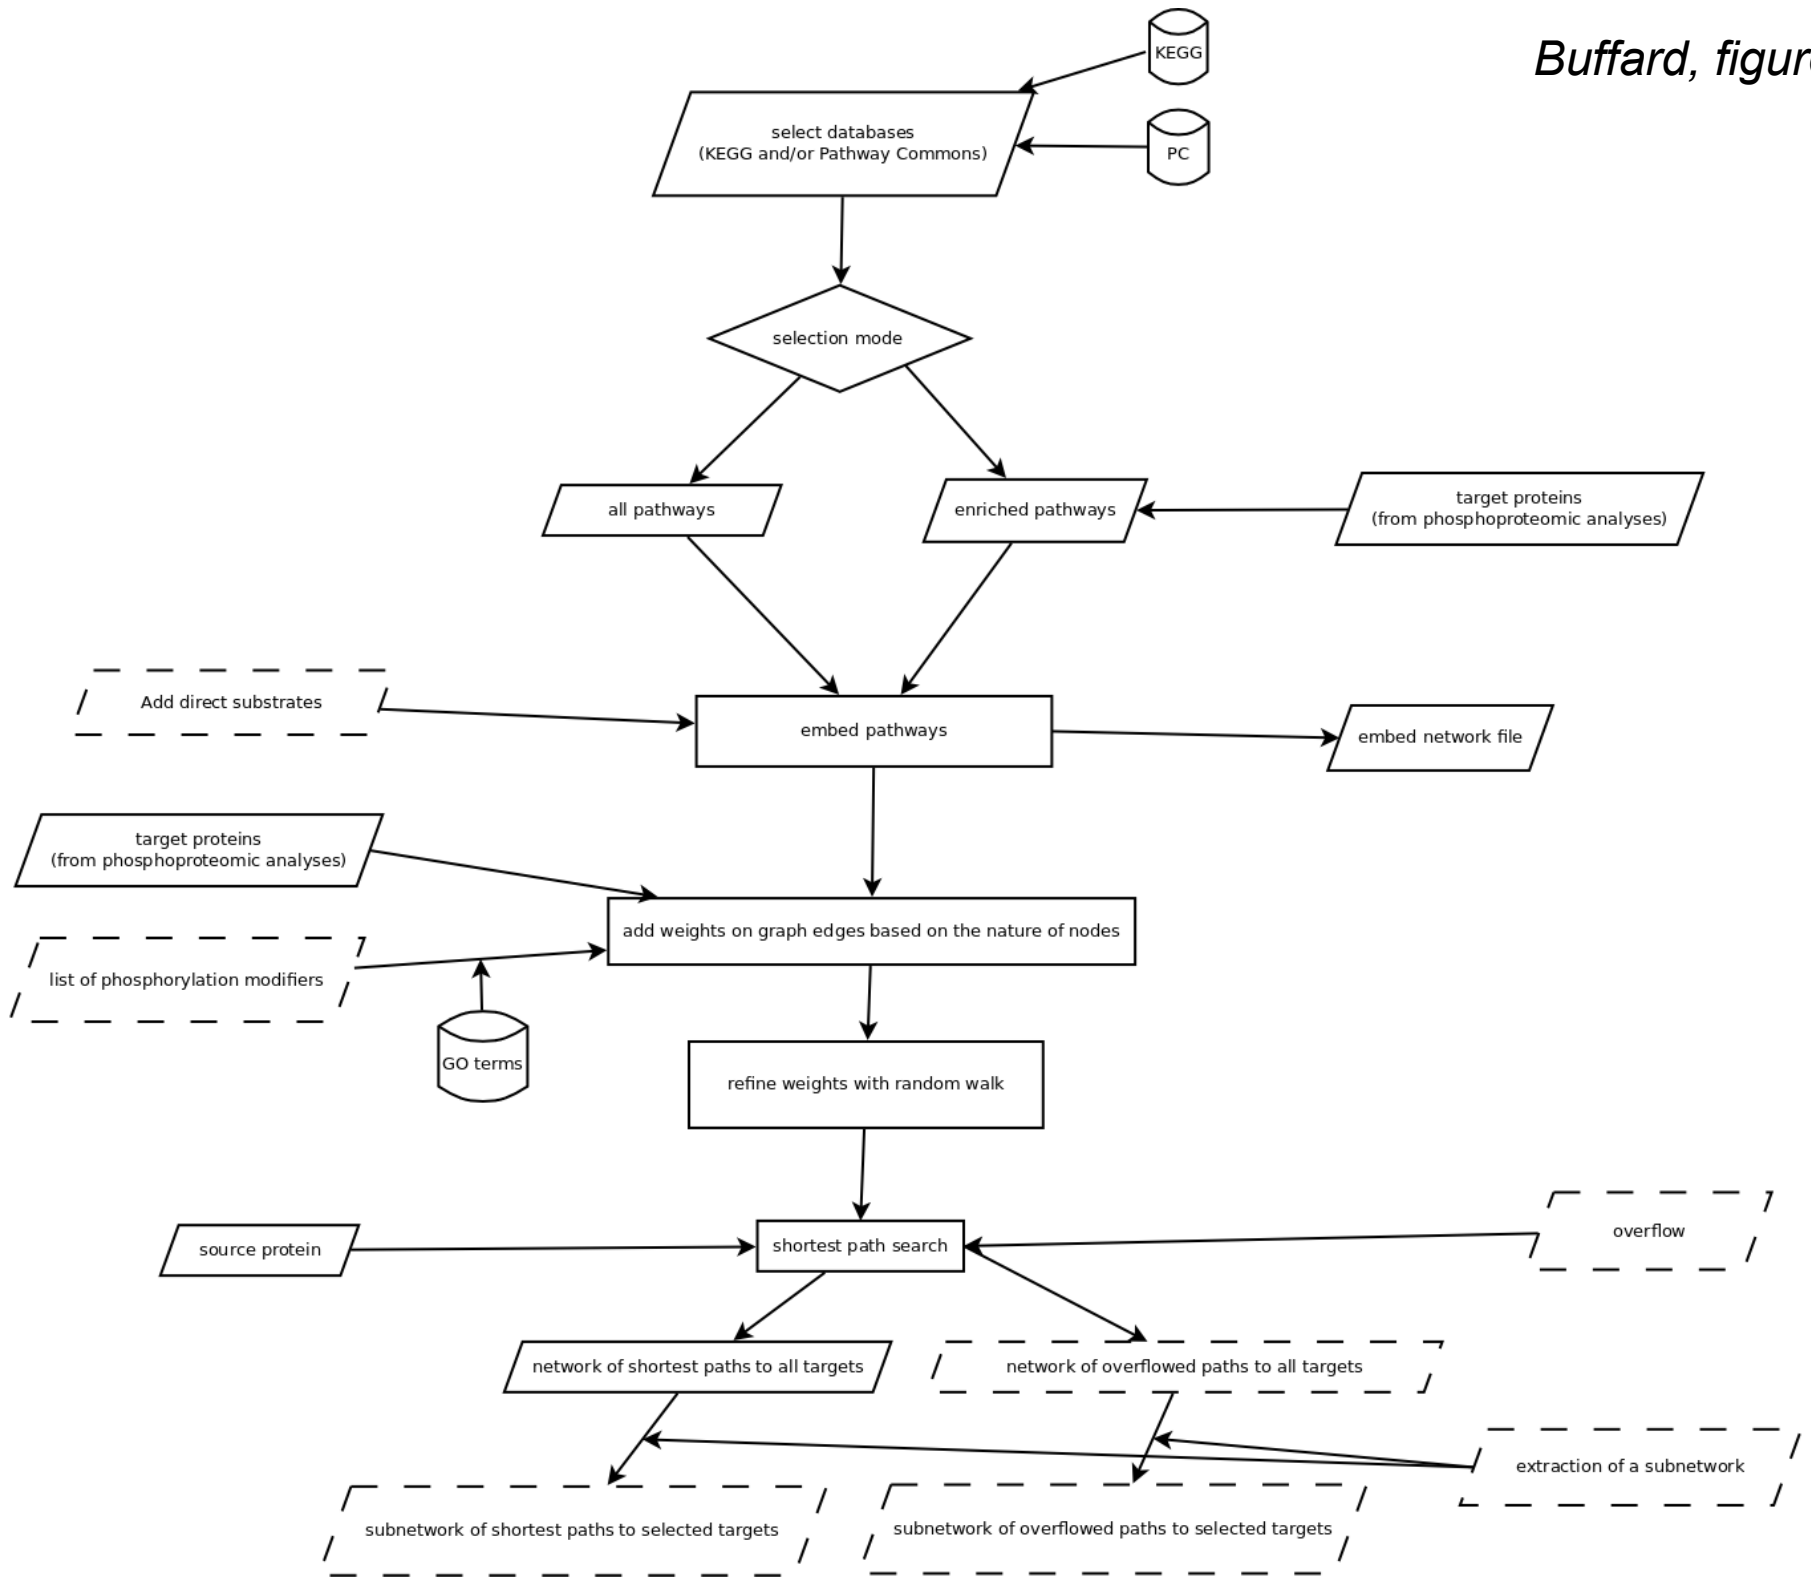 KEGG
Buffard, figur
select databases
(KEGG and/or Pathway Commons)
PC
selection mode
all pathways
enriched pathways
target proteins
(from phosphoproteomic analyses)
Add direct substrates
embed pathways
embed network file
target proteins
(from phosphoproteomic analyses)
add weights on graph edges based on the nature of nodes
list of phosphorylation modifiers
GO terms
refine weights with random walk
source protein
shortest path search
overflow
network of shortest paths to all targets
network of overflowed paths to all targets
extraction of a subnetwork
subnetwork of shortest paths to selected targets
subnetwork of overflowed paths to selected targets